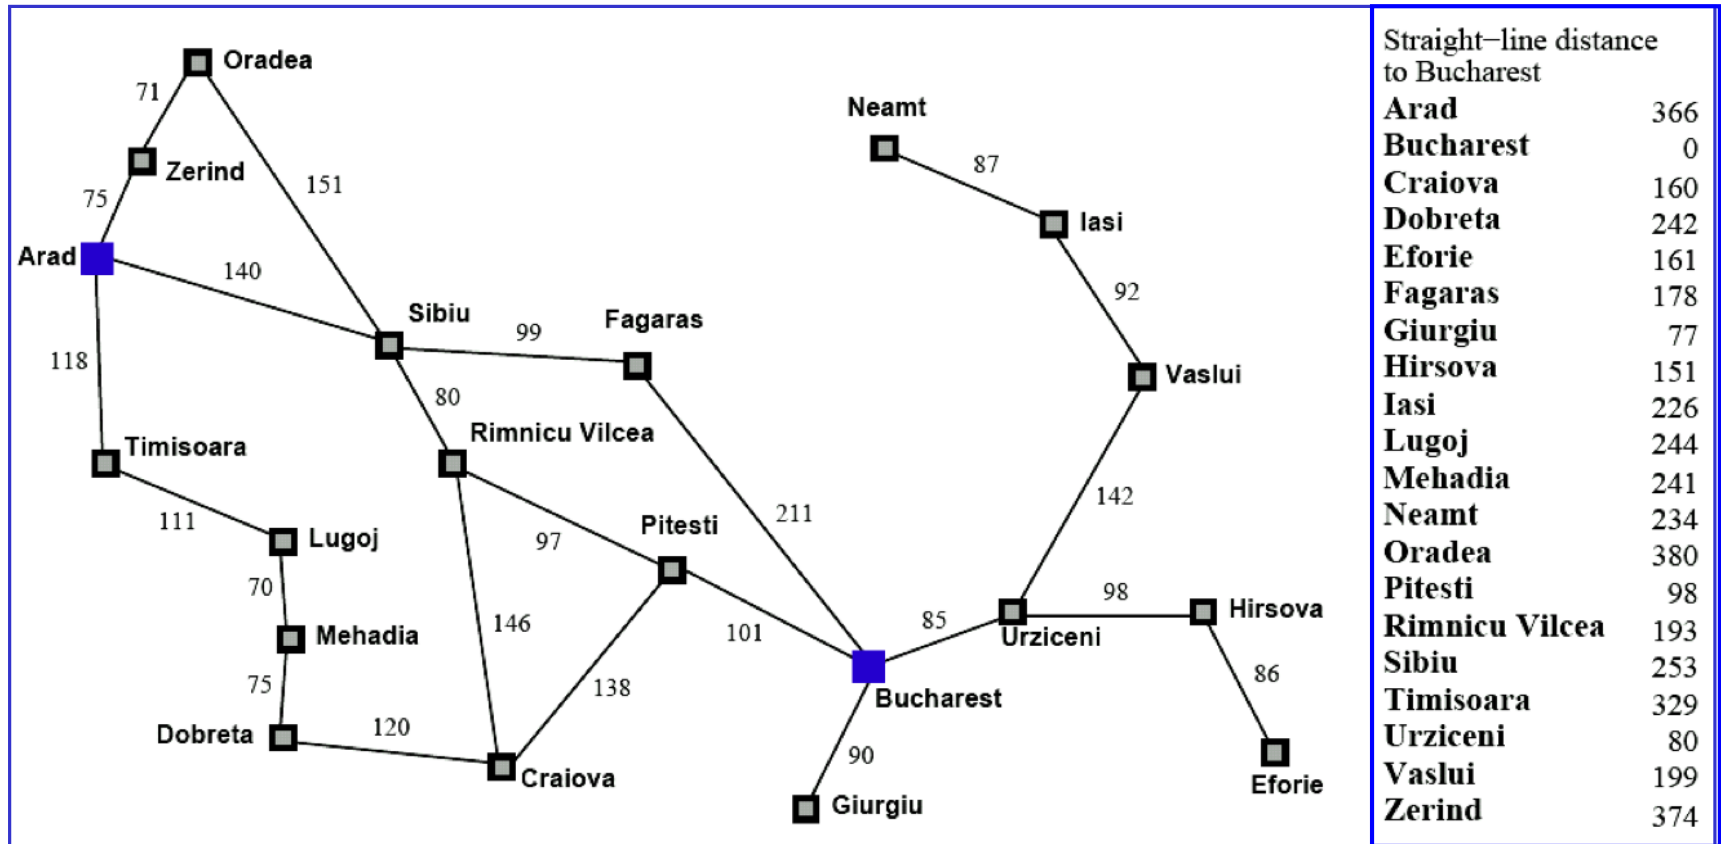 Oradea
71
Neamt
Zerind
87
151
75
Iasi
Arad
140
92
Sibiu
Fagaras
99
118
Vaslui
80
Rimnicu Vilcea
Timisoara
142
211
Pitesti
111
Lugoj
97
70
98
Hirsova
146
85
Urziceni
Mehadia
101
86
75
138
Bucharest
Dobreta
120
90
Craiova
Eforie
Giurgiu
Straight−line distance
to Bucharest
Arad 366
Bucharest 0
Craiova 160
Dobreta 242
Eforie 161
Fagaras 178
Giurgiu 77
Hirsova 151
Iasi 226
Lugoj 244
Mehadia 241
Neamt 234
Oradea 380
Pitesti 98
Rimnicu Vilcea 193
Sibiu 253
Timisoara 329
Urziceni 80
Vaslui 199
Zerind 374